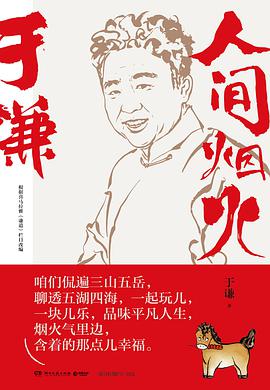 于谦
人间烟火
根据喜马拉雅《谦道》栏目改编
咱们侃遍三山五岳，
聊透五湖四海，一起玩儿，
一块儿乐，品味平凡人生，
烟火气里边，
含着的那点儿幸福。
于谦
著